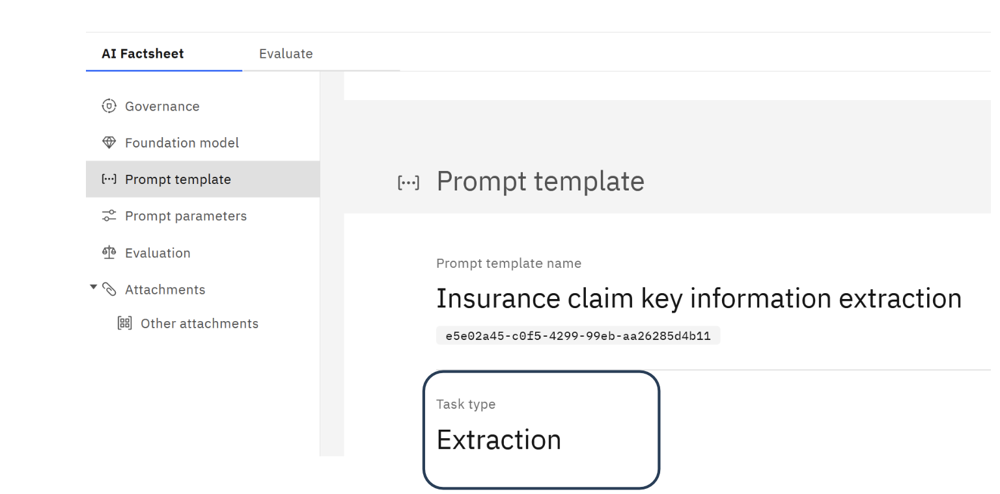 AI Factsheet
Evaluate
Governance
Foundation model
Prompt template
Prompt parameters
Evaluation
Attachments
Other attachments
Prompt template
Prompt template name
Insurance claim key information extraction
e5e02a45-c0f5-4299-99eb-aa26285d4b11
Task type
Extraction